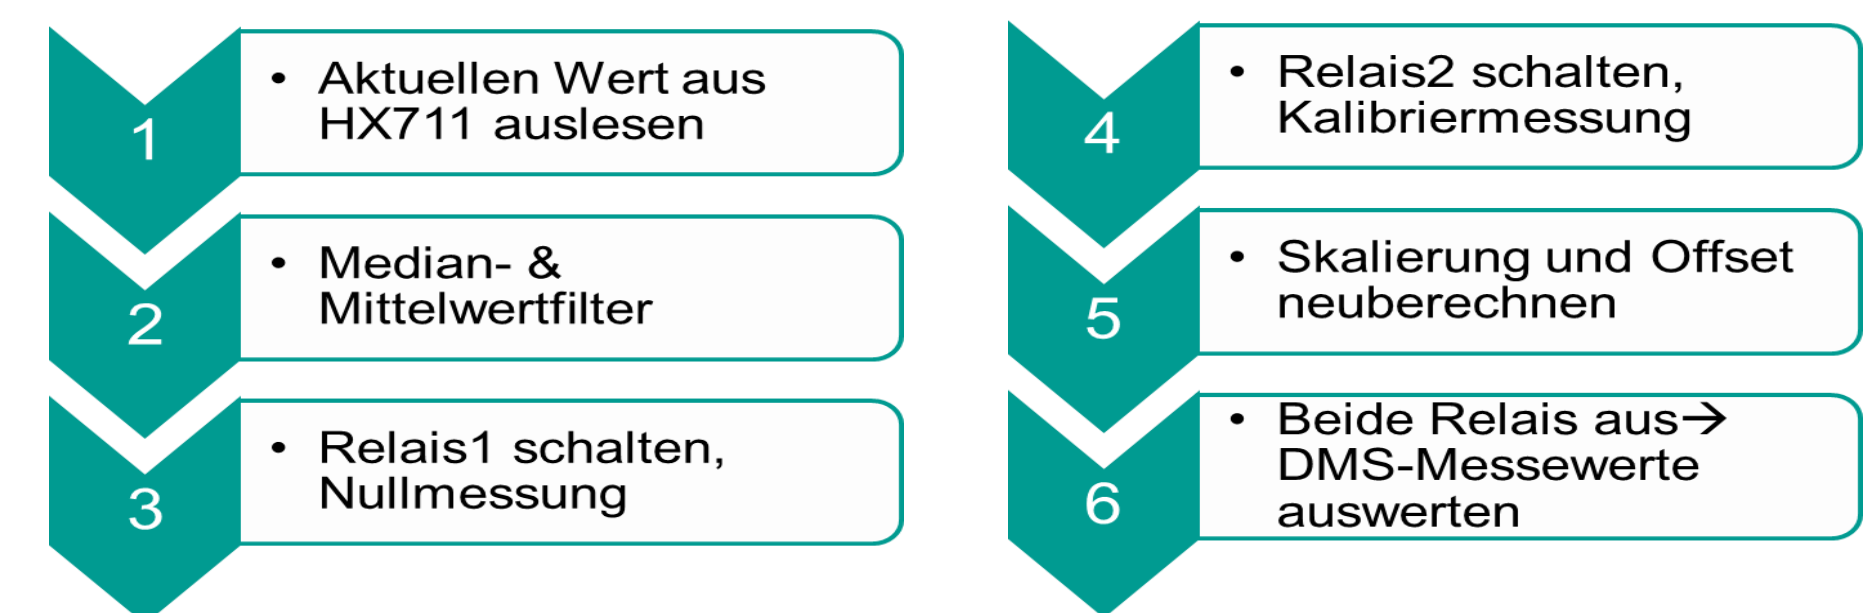 1
• Aktuellen Wert aus
HX711 auslesen
2
• Median- &
Mittelwertfilter
3
• Relais1 schalten,
Nullmessung
4
• Relais2 schalten,
Kalibriermessung
5
• Skalierung und Offset
neuberechnen
6
• Beide Relais aus→
DMS-Messewerte
auswerten